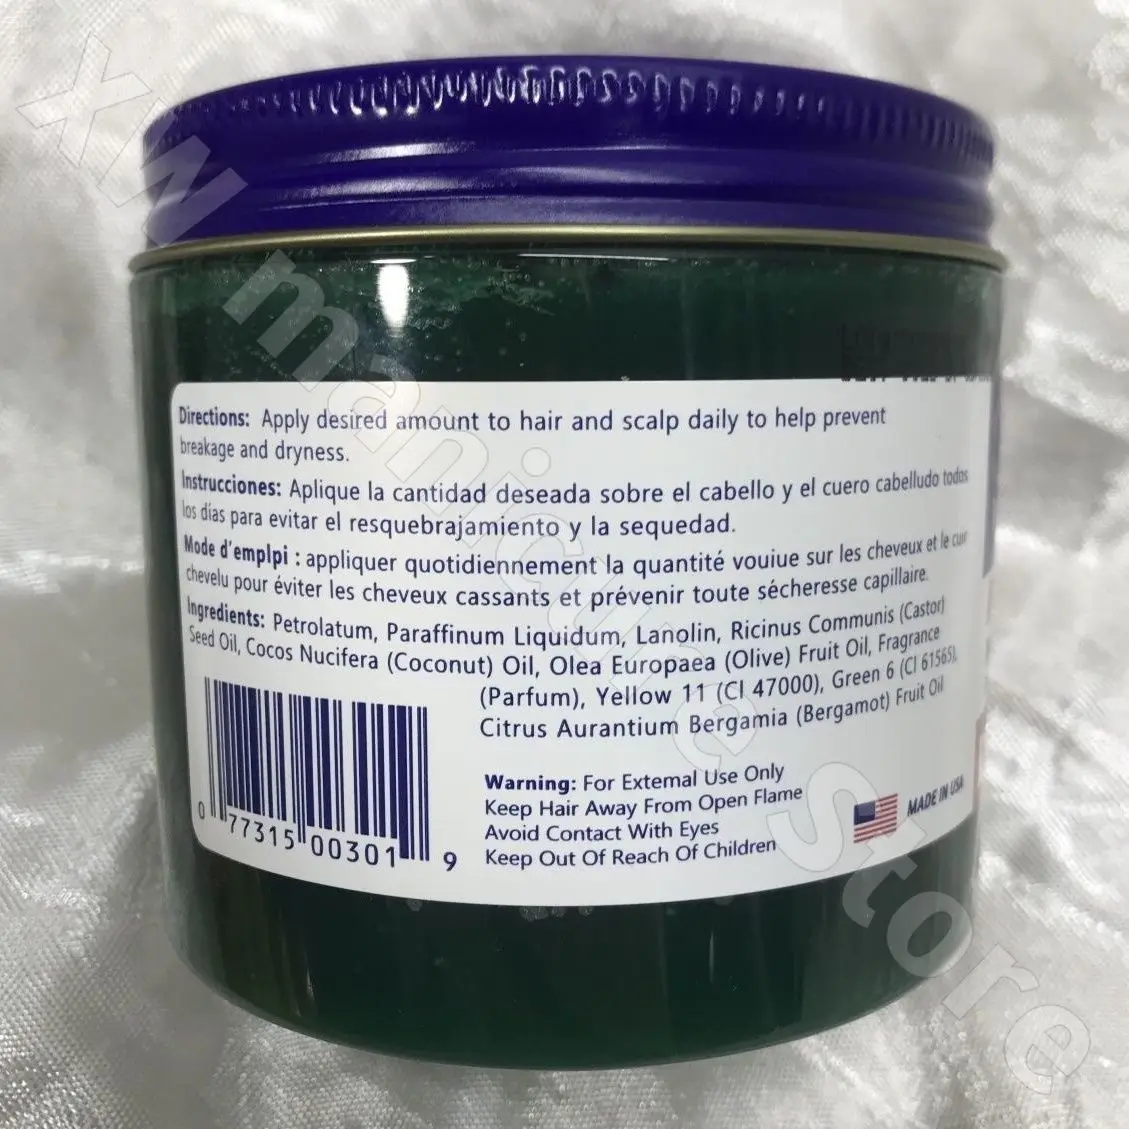 Directions: Apply desired amount to hair and scalp daily to help prevent
breakage and dryness.
Instrucciones: Aplique la cantidad deseada sobre el cabello y el cuero cabelludo todos
los días para evitar el resquebrajamiento y la sequedad.
Mode d'emplpi : appliquer quotidiennement la quantité vouiue sur les cheveux et le cuir
chevelu pour éviter les cheveux cassants et prévenir toute sécheresse capillaire.
Ingredients: Petrolatum, Paraffinum Liquidum, Lanolin, Ricinus Communis (Castor)
Seed Oil, Cocos Nucifera (Coconut) Oil, Olea Europaea (Olive) Fruit Oil, Fragrance
(Parfum), Yellow 11 (CI 47000), Green 6 (CI 61565),
Citrus Aurantium Bergamia (Bergamot) Fruit Oil
Warning: For Extemal Use Only
Keep Hair Away From Open Flame
Avoid Contact With Eyes
Keep Out Of Reach Of Children
MADE IN USA
0 77315 00301 9
XW manicure Store